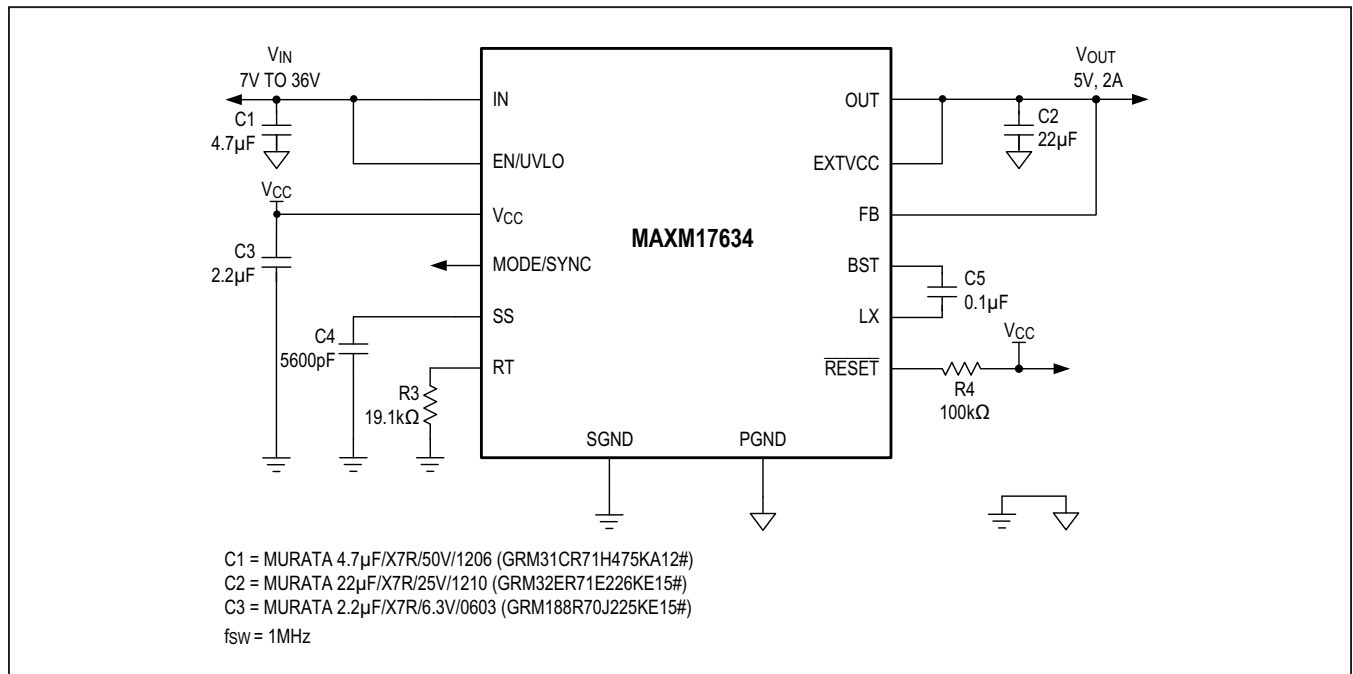 VIN
7V TO 36V
C1
4.7µF
VCC
C3
2.2µF
C4
5600pF
R3
19.1kΩ
IN
EN/UVLO
VCC
MODE/SYNC
SS
RT
MAXM17634
SGND
PGND
OUT
EXTVCC
FB
BST
LX
RESET
VOUT
5V, 2A
C2
22µF
C5
0.1µF
VCC
R4
100kΩ
C1 = MURATA 4.7µF/X7R/50V/1206 (GRM31CR71H475KA12#)
C2 = MURATA 22µF/X7R/25V/1210 (GRM32ER71E226KE15#)
C3 = MURATA 2.2µF/X7R/6.3V/0603 (GRM188R70J225KE15#)
fSW = 1MHz